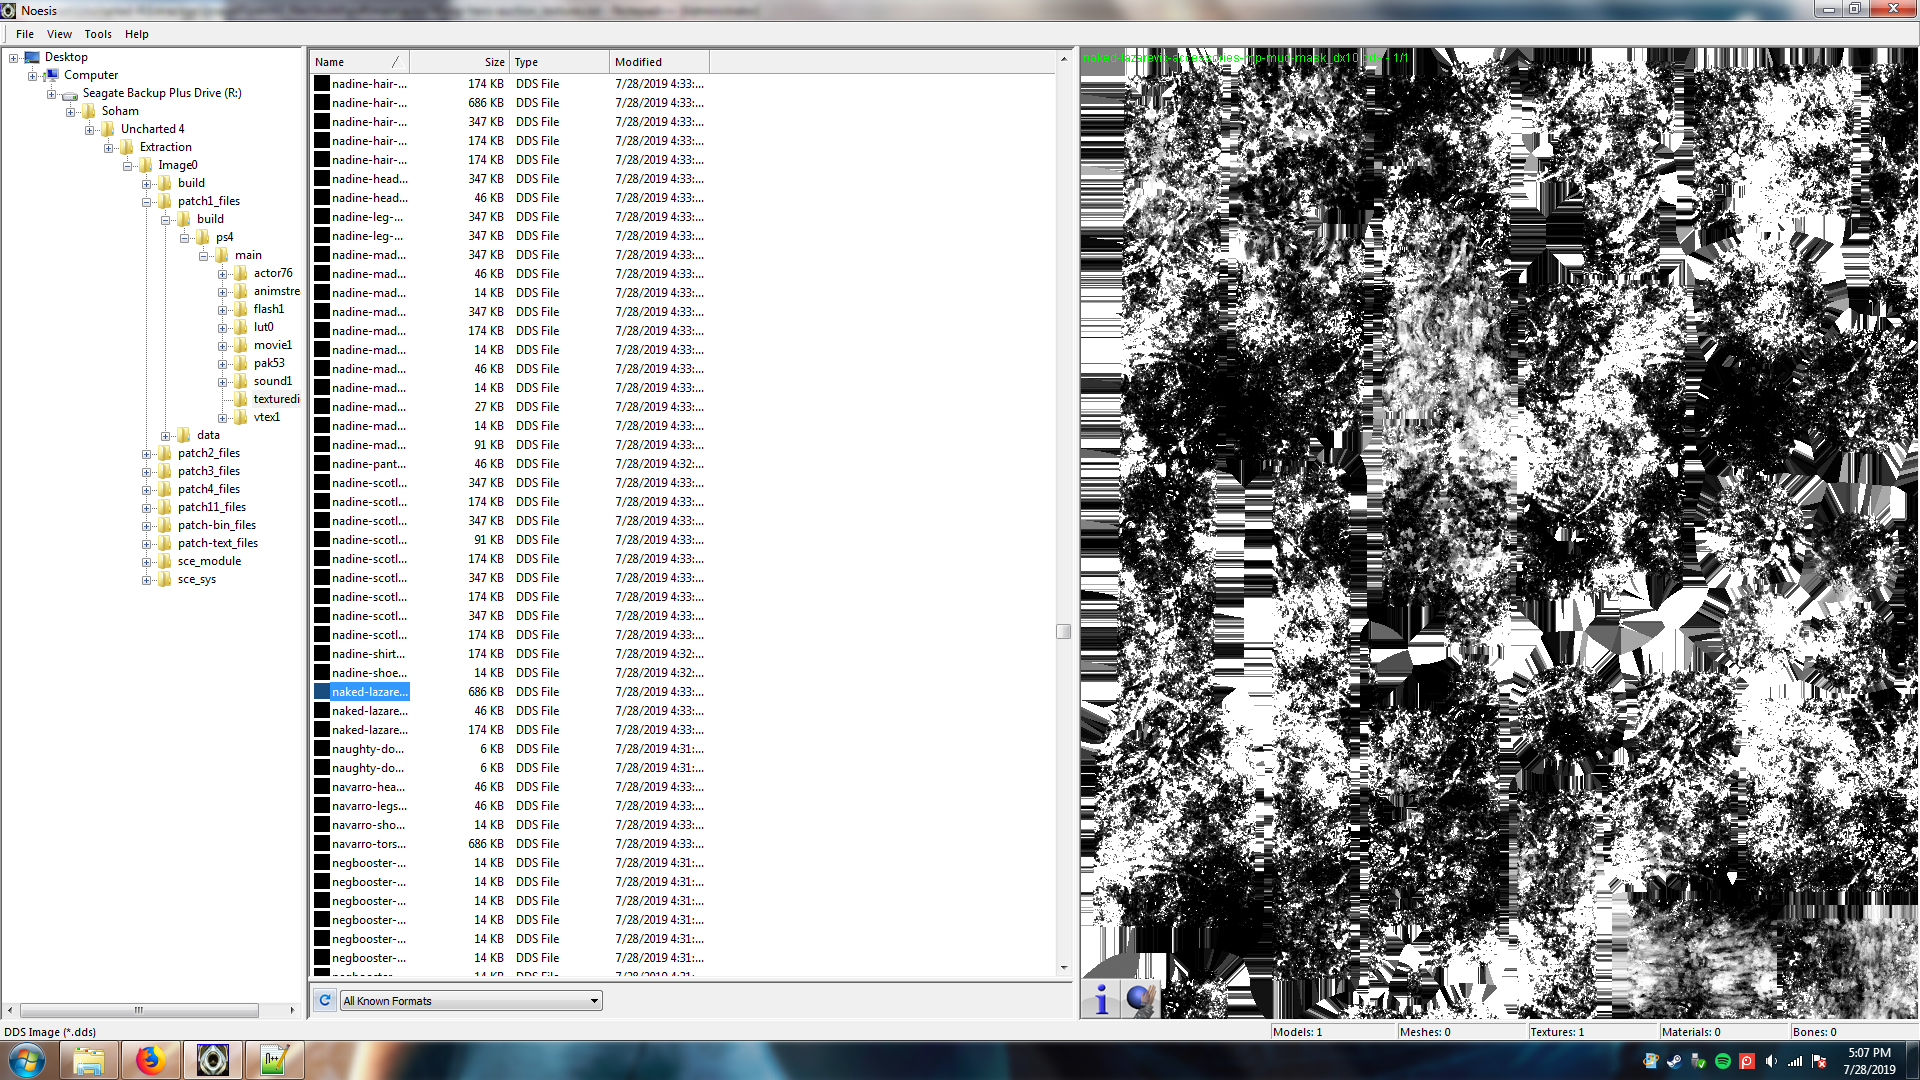 Noesis
File View Tools Help
Desktop
Computer
Seagate Backup Plus Drive (R:)
Soham
Uncharted 4
Extraction
Image0
build
patch1_files
build
ps4
main
actor76
animstre
flash1
lut0
movie1
pak53
sound1
texturedi
vtex1
data
patch2_files
patch3_files
patch4_files
patch11_files
patch-bin_files
patch-text_files
sce_module
sce_sys
Name Size Type Modified
nadine-hair-... 174 KB DDS File 7/28/2019 4:33:...
nadine-hair-... 686 KB DDS File 7/28/2019 4:33:...
nadine-hair-... 347 KB DDS File 7/28/2019 4:33:...
nadine-hair-... 174 KB DDS File 7/28/2019 4:33:...
nadine-hair-... 174 KB DDS File 7/28/2019 4:33:...
nadine-head... 347 KB DDS File 7/28/2019 4:33:...
nadine-head... 46 KB DDS File 7/28/2019 4:33:...
nadine-leg-... 347 KB DDS File 7/28/2019 4:33:...
nadine-leg-... 347 KB DDS File 7/28/2019 4:33:...
nadine-mad... 347 KB DDS File 7/28/2019 4:33:...
nadine-mad... 46 KB DDS File 7/28/2019 4:33:...
nadine-mad... 14 KB DDS File 7/28/2019 4:33:...
nadine-mad... 347 KB DDS File 7/28/2019 4:33:...
nadine-mad... 174 KB DDS File 7/28/2019 4:33:...
nadine-mad... 14 KB DDS File 7/28/2019 4:33:...
nadine-mad... 46 KB DDS File 7/28/2019 4:33:...
nadine-mad... 14 KB DDS File 7/28/2019 4:33:...
nadine-mad... 27 KB DDS File 7/28/2019 4:33:...
nadine-mad... 14 KB DDS File 7/28/2019 4:33:...
nadine-mad... 91 KB DDS File 7/28/2019 4:33:...
nadine-pant... 46 KB DDS File 7/28/2019 4:32:...
nadine-scotl... 347 KB DDS File 7/28/2019 4:33:...
nadine-scotl... 174 KB DDS File 7/28/2019 4:33:...
nadine-scotl... 347 KB DDS File 7/28/2019 4:33:...
nadine-scotl... 91 KB DDS File 7/28/2019 4:33:...
nadine-scotl... 174 KB DDS File 7/28/2019 4:33:...
nadine-scotl... 347 KB DDS File 7/28/2019 4:33:...
nadine-scotl... 174 KB DDS File 7/28/2019 4:33:...
nadine-scotl... 347 KB DDS File 7/28/2019 4:33:...
nadine-scotl... 174 KB DDS File 7/28/2019 4:33:...
nadine-shirt... 174 KB DDS File 7/28/2019 4:32:...
nadine-shoe... 14 KB DDS File 7/28/2019 4:32:...
naked-lazare... 686 KB DDS File 7/28/2019 4:33:...
naked-lazare... 46 KB DDS File 7/28/2019 4:33:...
naked-lazare... 174 KB DDS File 7/28/2019 4:33:...
naughty-do... 6 KB DDS File 7/28/2019 4:31:...
naughty-do... 6 KB DDS File 7/28/2019 4:31:...
navarro-hea... 46 KB DDS File 7/28/2019 4:33:...
navarro-legs... 46 KB DDS File 7/28/2019 4:33:...
navarro-sho... 14 KB DDS File 7/28/2019 4:33:...
navarro-tors... 686 KB DDS File 7/28/2019 4:33:...
negbooster-... 14 KB DDS File 7/28/2019 4:31:...
negbooster-... 14 KB DDS File 7/28/2019 4:31:...
negbooster-... 14 KB DDS File 7/28/2019 4:31:...
negbooster-... 14 KB DDS File 7/28/2019 4:31:...
negbooster-... 14 KB DDS File 7/28/2019 4:31:...
negbooster-... 14 KB DDS File 7/28/2019 4:31:...
All Known Formats
DDS Image (*.dds)
Models: 1 Meshes: 0 Textures: 1 Materials: 0 Bones: 0
5:07 PM
7/28/2019